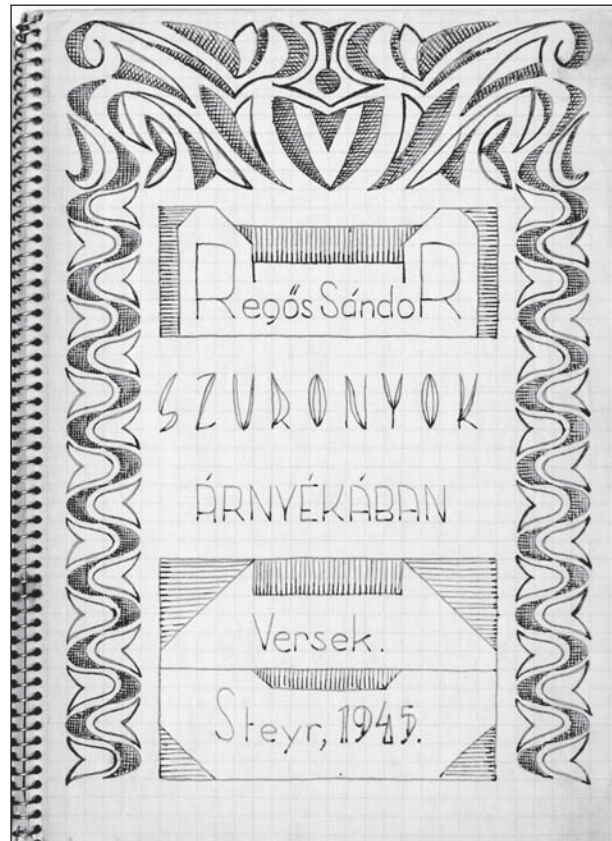 Regős SándoR
SZURONYOK
ÁRNYÉKÁBAN
Versek.
Steyr, 1945.